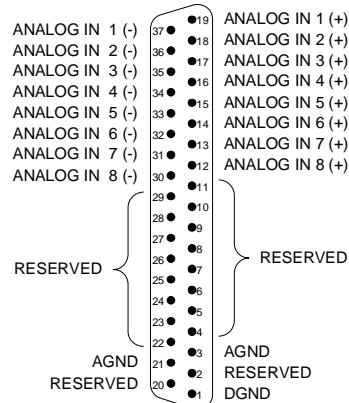 ANALOG IN 1 (-) 37 19 ANALOG IN 1 (+)
ANALOG IN 2 (-) 36 18 ANALOG IN 2 (+)
ANALOG IN 3 (-) 35 17 ANALOG IN 3 (+)
ANALOG IN 4 (-) 34 16 ANALOG IN 4 (+)
ANALOG IN 5 (-) 33 15 ANALOG IN 5 (+)
ANALOG IN 6 (-) 32 14 ANALOG IN 6 (+)
ANALOG IN 7 (-) 31 13 ANALOG IN 7 (+)
ANALOG IN 8 (-) 30 12 ANALOG IN 8 (+)
29 11
28 10
27 9
26 8
RESERVED 25 7 RESERVED
24 6
23 5
22 4
AGND 21 3 AGND
RESERVED 20 2 RESERVED
1 DGND